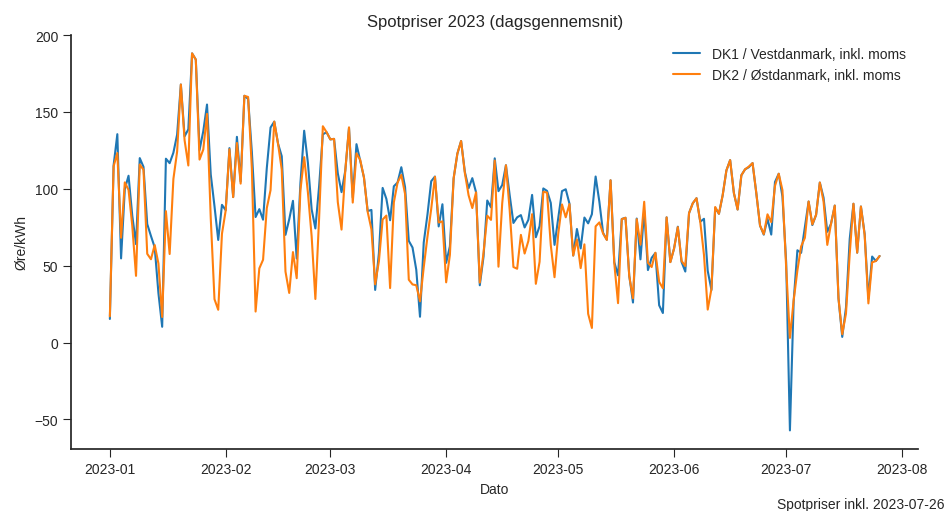 Spotpriser 2023 (dagsgennemsnit)
DK1 / Vestdanmark, inkl. moms
DK2 / Østdanmark, inkl. moms
Øre/kWh
200
150
100
50
0
−50
2023-01 2023-02 2023-03 2023-04 2023-05 2023-06 2023-07 2023-08
Dato
Spotpriser inkl. 2023-07-26